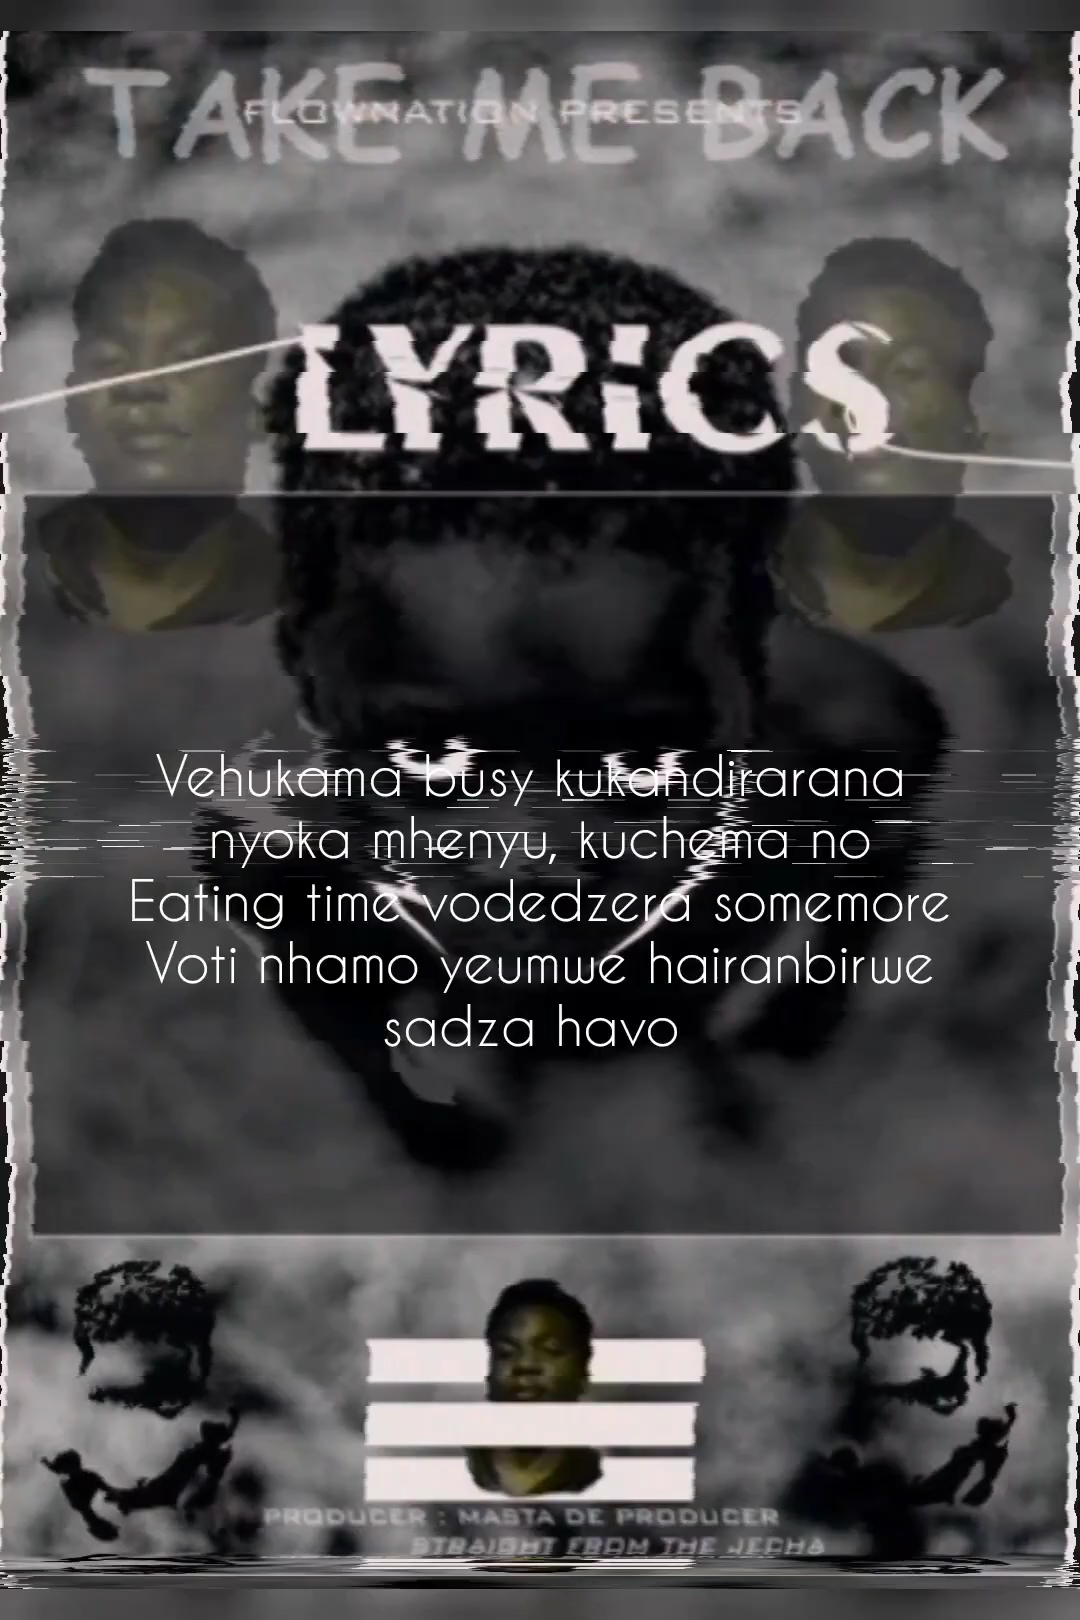 TAKE ME BACK
FLOWNATION PRESENTS
LYRiCS
Vehukama busy kukandirarana
nyoka mhenyu, kuchema no
Eating time vodedzera somemore
Voti nhamo yeumwe hairanbirwe
sadza havo
PRODUCER : MASTA DE PRODUCER
STRAIGHT FROM THE JECHA